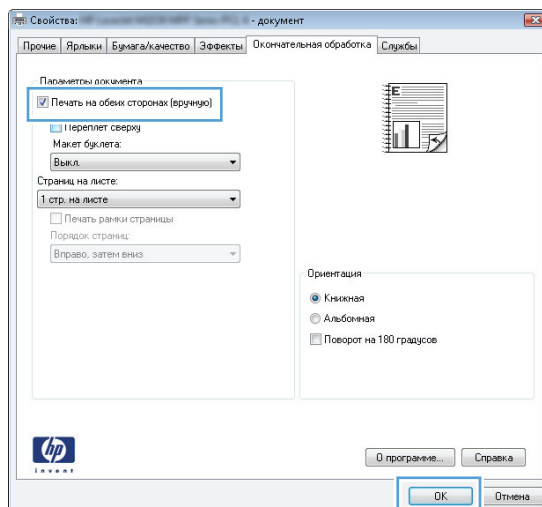 Свойства: - документ
Прочие Ярлыки Бумага/качество Эффекты Окончательная обработка Службы
Параметры документа
Печать на обеих сторонах (вручную)
Переплет сверху
Макет буклета:
Выкл.
Страниц на листе:
1 стр. на листе
Печать рамки страницы
Порядок страниц:
Вправо, затем вниз
E
Ориентация
Книжная
Альбомная
Поворот на 180 градусов
hp
invent
О программе... Справка
OK Отмена